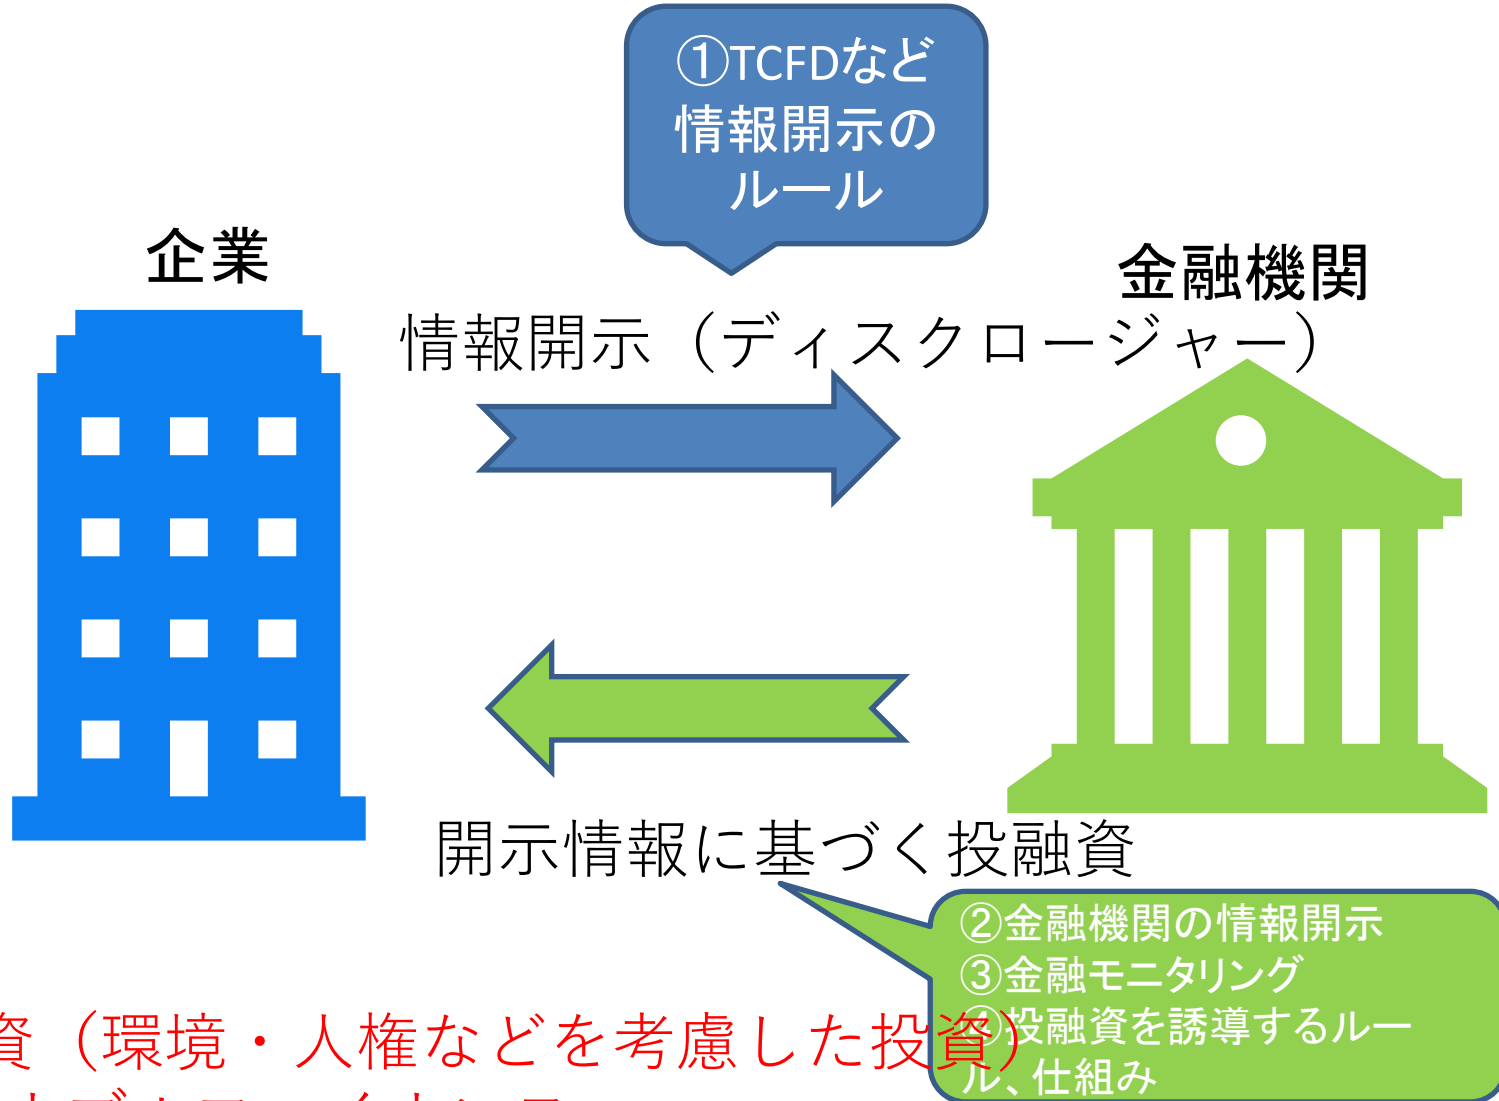 ①TCFDなど
情報開示の
ルール
企業
金融機関
情報開示（ディスクロージャー）
開示情報に基づく投融資
②金融機関の情報開示
③金融モニタリング
④投融資を誘導するルー
ル、仕組み
資（環境・人権などを考慮した投資）